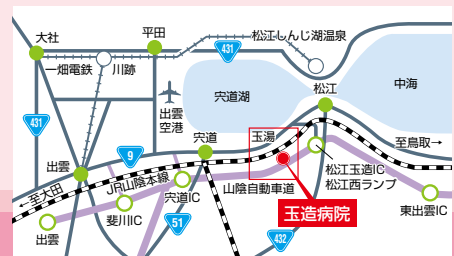 大社
平田
431
松江しんじ湖温泉
一畑電鉄
川跡
松江
中海
宍道湖
出雲
空港
431
玉湯
至鳥取→
宍道
9
出雲
松江玉造IC
松江西ランプ
JR山陰本線
山陰自動車道
←至大田
宍道IC
玉造病院
斐川IC
東出雲IC
51
432
出雲